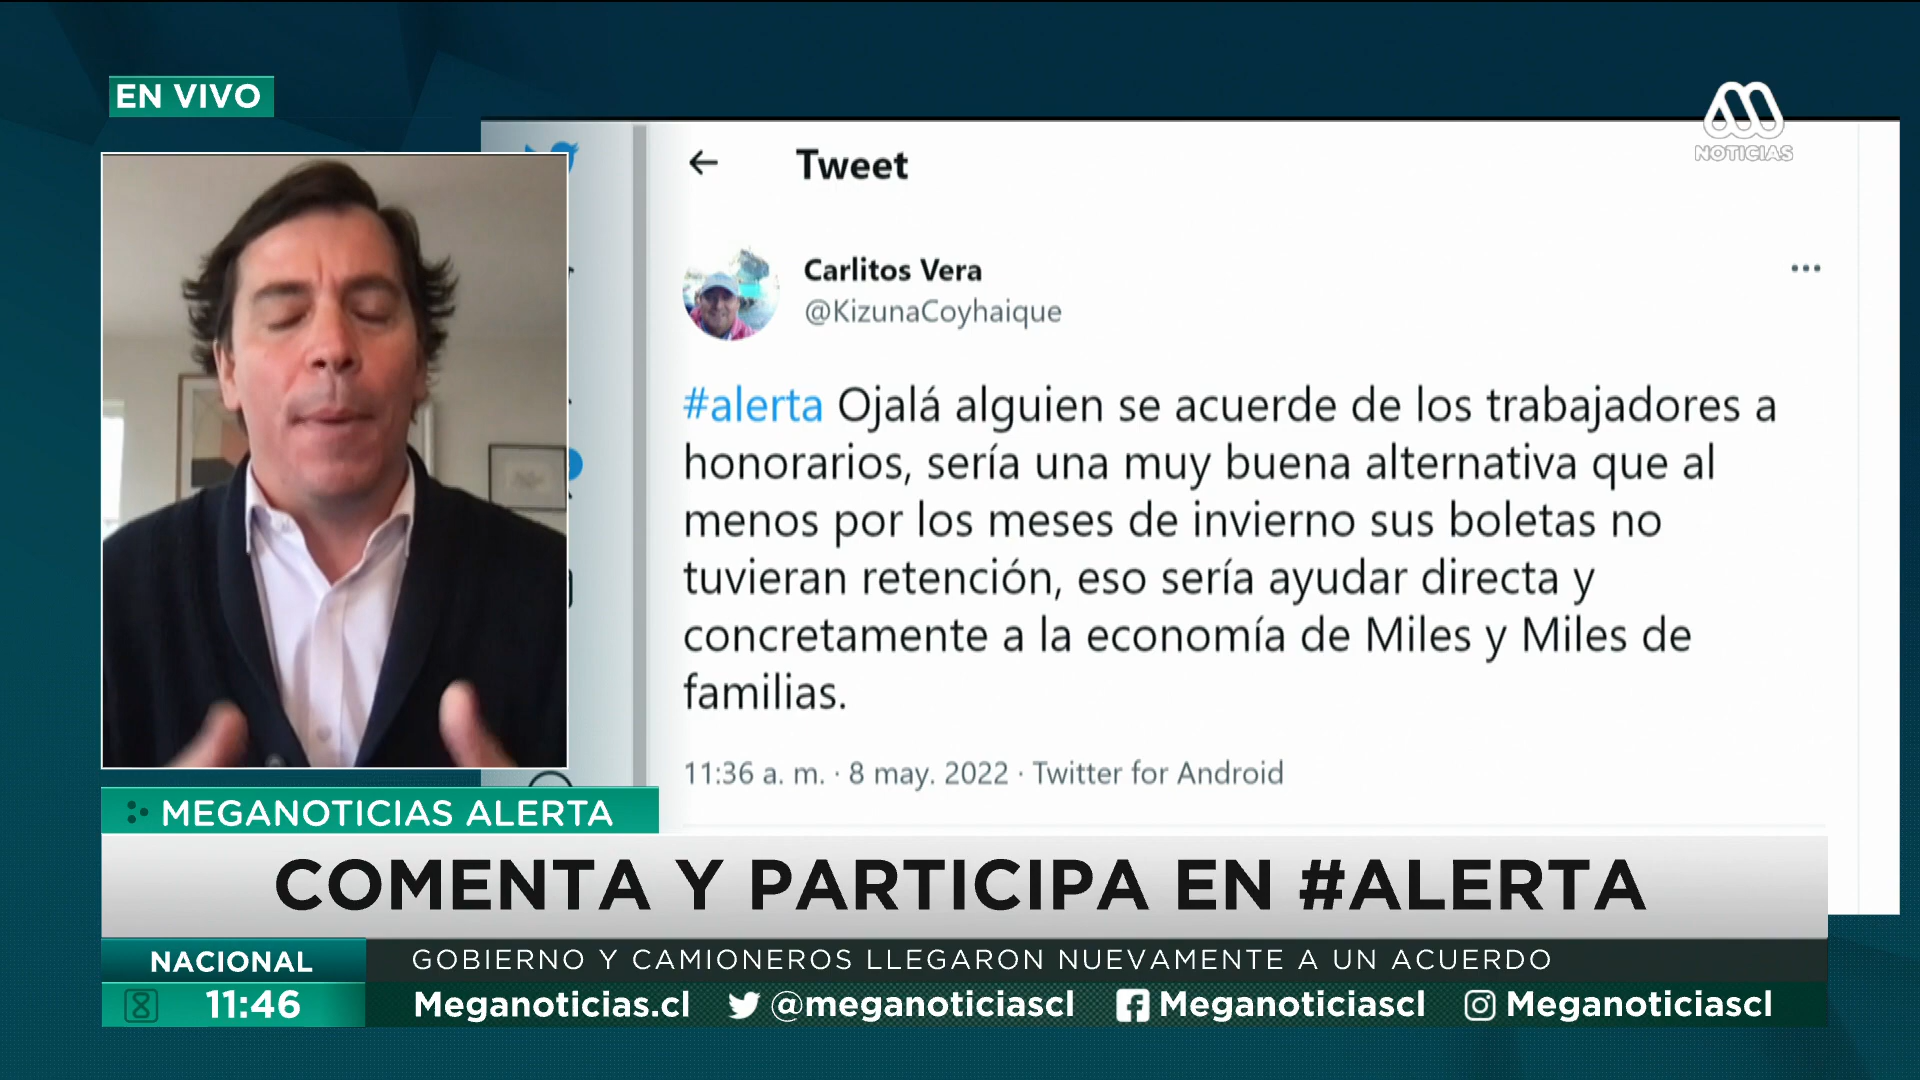 EN VIVO
NOTICIAS
Tweet
Carlitos Vera
@KizunaCoyhaique
#alerta Ojalá alguien se acuerde de los trabajadores a
honorarios, sería una muy buena alternativa que al
menos por los meses de invierno sus boletas no
tuvieran retención, eso sería ayudar directa y
concretamente a la economía de Miles y Miles de
familias.
11:36 a. m. · 8 may. 2022 · Twitter for Android
MEGANOTICIAS ALERTA
COMENTA Y PARTICIPA EN #ALERTA
NACIONAL
GOBIERNO Y CAMIONEROS LLEGARON NUEVAMENTE A UN ACUERDO
11:46
Meganoticias.cl @meganoticiascl Meganoticiascl Meganoticiascl